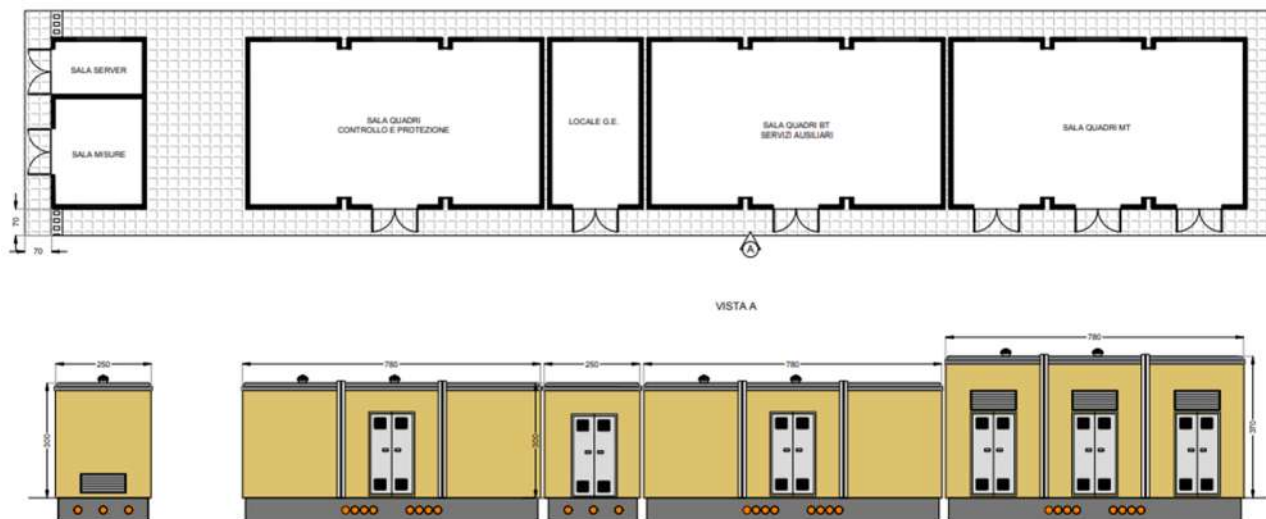 SALA SERVER
SALA MISURE
SALA QUADRI
CONTROLLO E PROTEZIONE
LOCALE G.E.
SALA QUADRI BT
SERVIZI AUSILIARI
SALA QUADRI MT
70
70
A
VISTA A
250
780
250
780
780
300
300
370